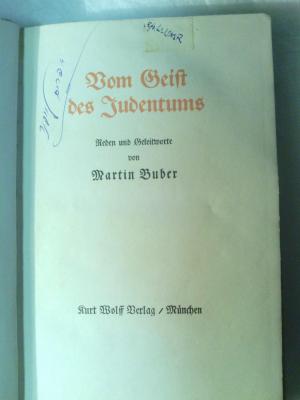 Vom Geist
des Judentums
Reden und Geleitworte
von
Martin Buber
Kurt Wolff Verlag / München